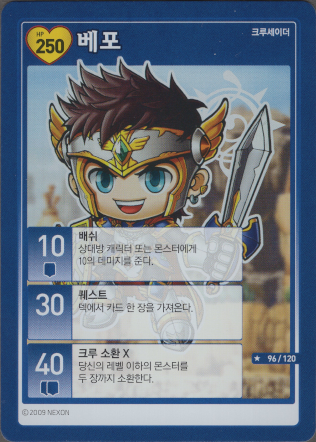 HP
250
베포
크루세이더
10
배쉬
상대방 캐릭터 또는 몬스터에게
10의 데미지를 준다.
30
퀘스트
덱에서 카드 한 장을 가져온다.
40
크루 소환 X
당신의 레벨 이하의 몬스터를
두 장까지 소환한다.
★ 96/120
ⓒ2009 NEXON